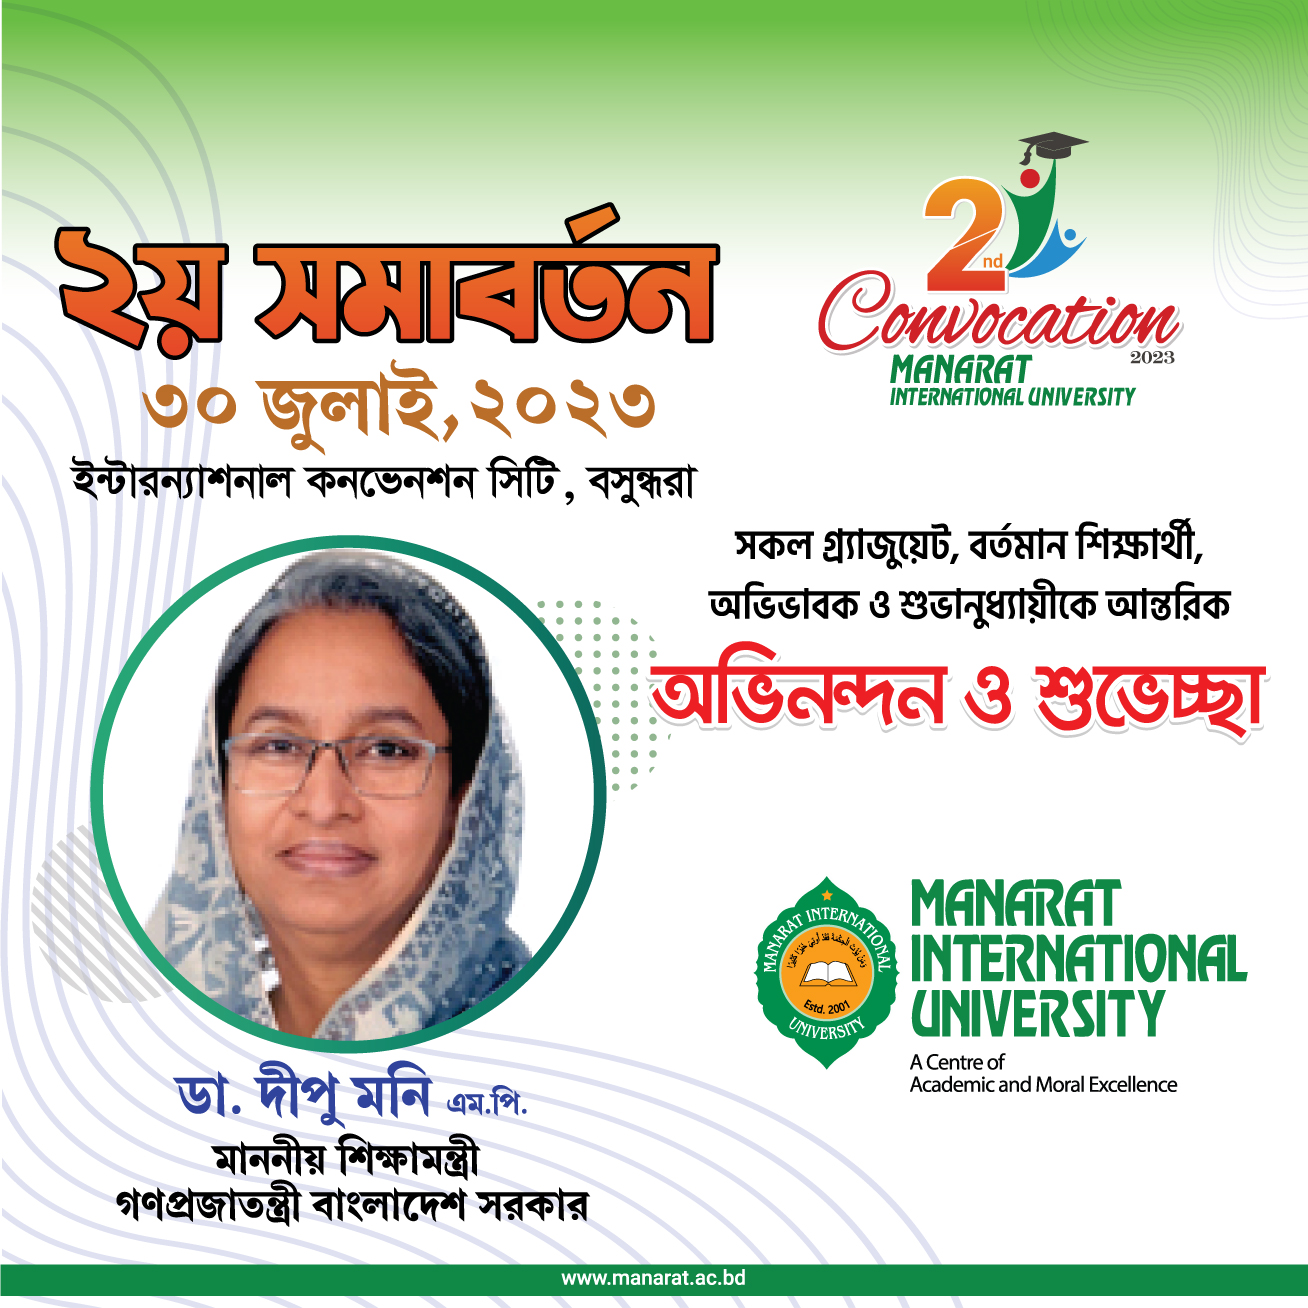 ২য় সমাবর্তন
৩০ জুলাই, ২০২৩
ইন্টারন্যাশনাল কনভেনশন সিটি, বসুন্ধরা
2nd
Convocation
2023
MANARAT
INTERNATIONAL UNIVERSITY
সকল গ্র্যাজুয়েট, বর্তমান শিক্ষার্থী,
অভিভাবক ও শুভানুধ্যায়ীকে আন্তরিক
অভিনন্দন ও শুভেচ্ছা
ডা. দীপু মনি এম.পি.
মাননীয় শিক্ষামন্ত্রী
গণপ্রজাতন্ত্রী বাংলাদেশ সরকার
MANARAT INTERNATIONAL
Estd. 2001
UNIVERSITY
MANARAT
INTERNATIONAL
UNIVERSITY
A Centre of
Academic and Moral Excellence
www.manarat.ac.bd